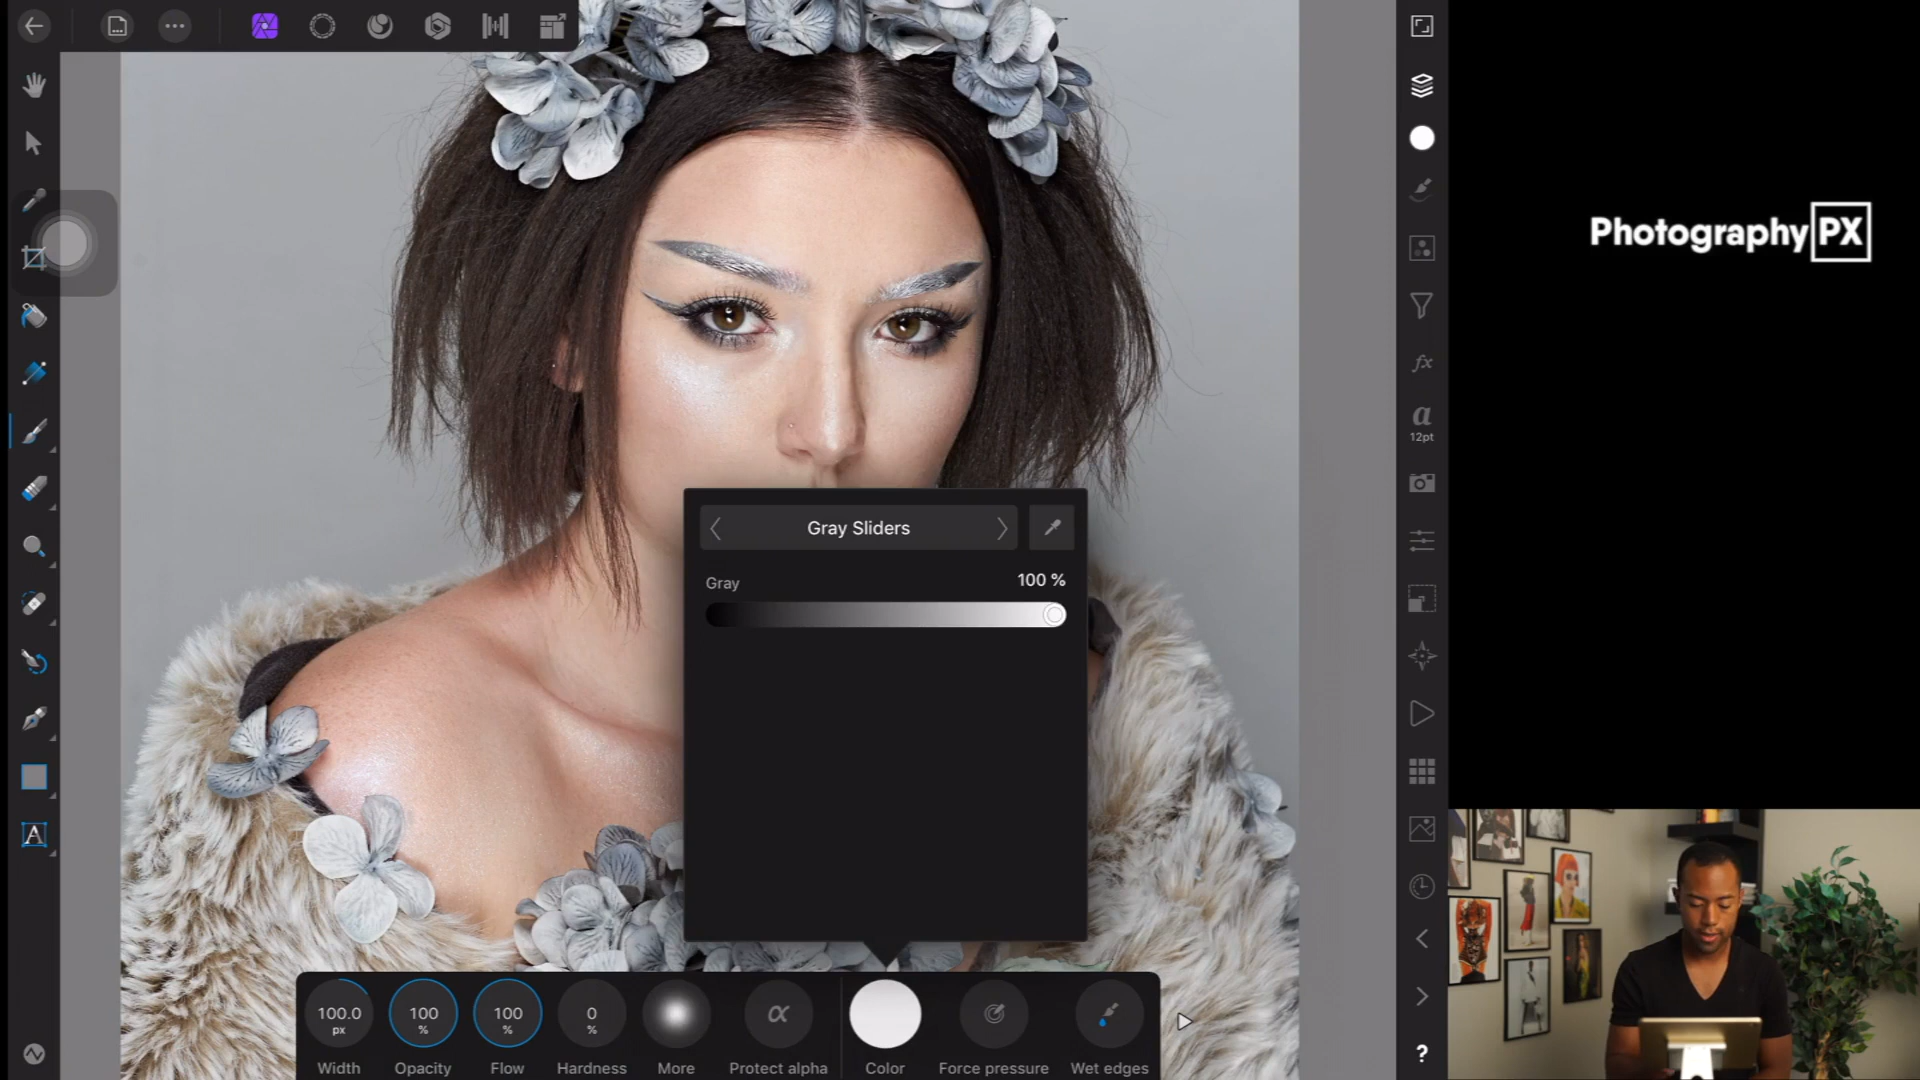 Photography PX
fx
a
12pt
Gray Sliders
Gray
100 %
A
100.0
px
100
%
100
%
0
%
α
Width
Opacity
Flow
Hardness
More
Protect alpha
Color
Force pressure
Wet edges
?